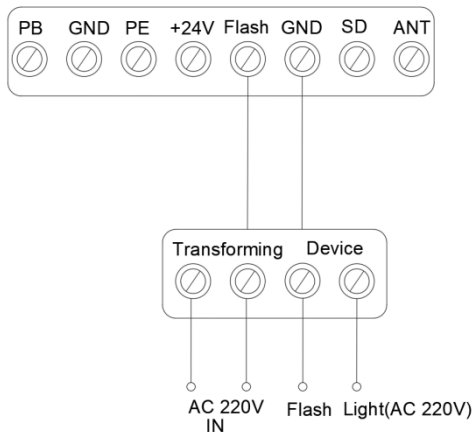 PB GND PE +24V Flash GND SD ANT
Transforming Device
AC 220V Flash Light(AC 220V)
IN